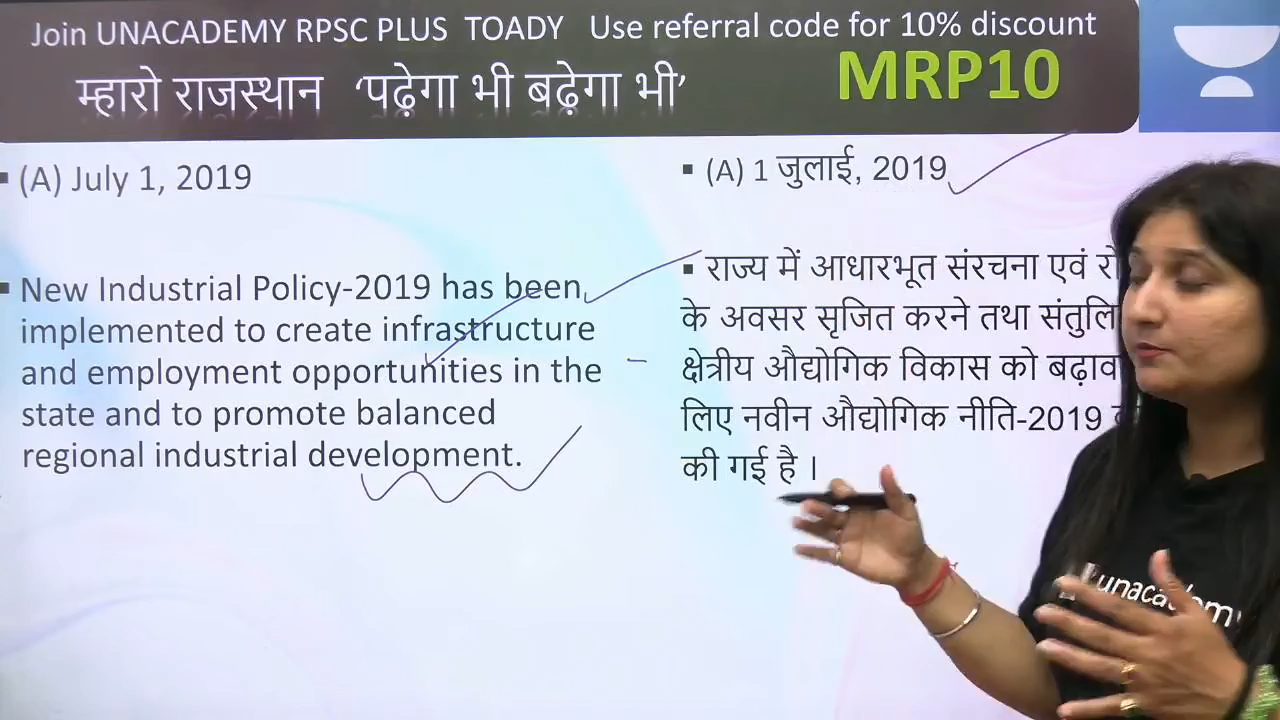 Join UNACADEMY RPSC PLUS TOADY Use referral code for 10% discount
म्हारो राजस्थान ‘पढ़ेगा भी बढ़ेगा भी’ MRP10
(A) July 1, 2019
New Industrial Policy-2019 has been
implemented to create infrastructure
and employment opportunities in the
state and to promote balanced
regional industrial development.
(A) 1 जुलाई, 2019
राज्य में आधारभूत संरचना एवं
के अवसर सृजित करने तथा
क्षेत्रीय औद्योगिक विकास को
लिए नवीन औद्योगिक नीति-2019
की गई है ।
unacademy